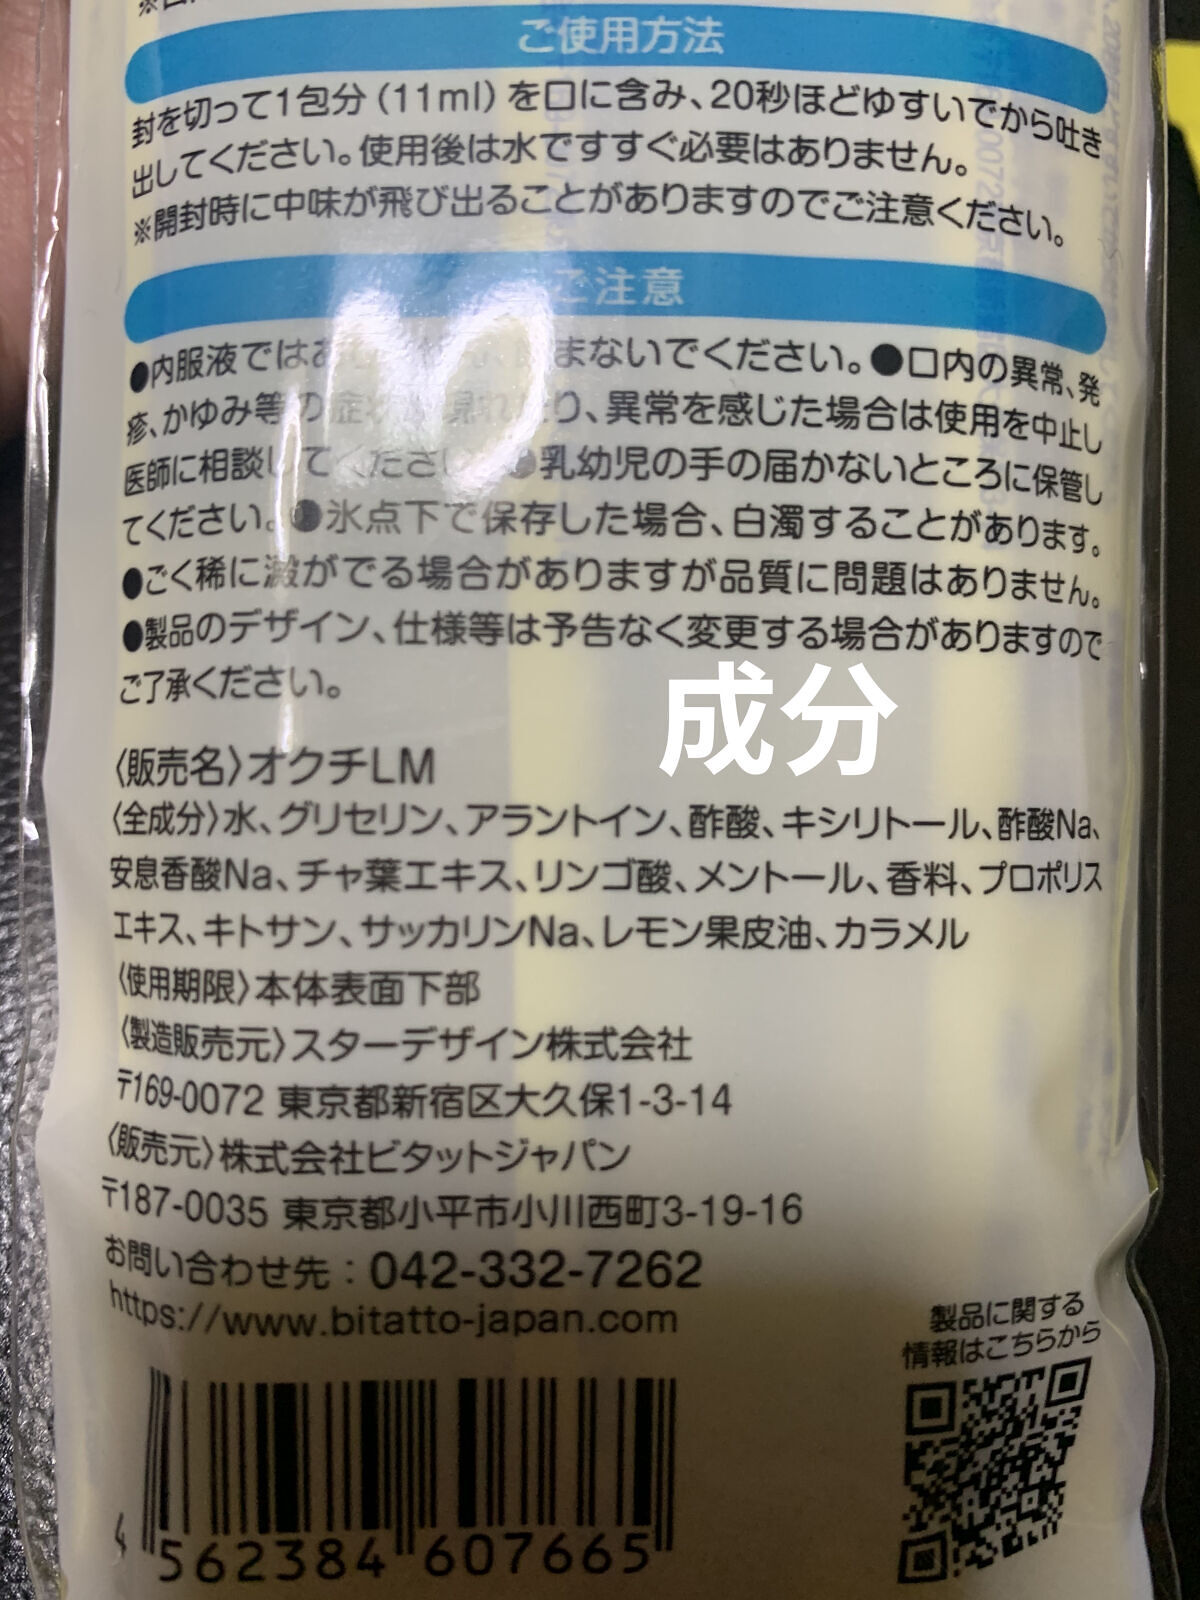 ご使用方法
封を切って1包分(11ml)を口に含み、20秒ほどゆすいでから吐き
出してください。使用後は水ですすぐ必要はありません。
※開封時に中味が飛び出ることがありますのでご注意ください。
ご注意
●内服液では まないでください。●口内の異常、発
疹、かゆみ等の症状が現れたり、異常を感じた場合は使用を中止し
医師に相談してください。●乳幼児の手の届かないところに保管し
てください。●氷点下で保存した場合、白濁することがあります。
●ごく稀に澱がでる場合がありますが品質に問題はありません。
●製品のデザイン、仕様等は予告なく変更する場合がありますので
ご了承ください。
成分
〈販売名〉オクチLM
〈全成分〉水、グリセリン、アラントイン、酢酸、キシリトール、酢酸Na、
安息香酸Na、チャ葉エキス、リンゴ酸、メントール、香料、プロポリス
エキス、キトサン、サッカリンNa、レモン果皮油、カラメル
〈使用期限〉本体表面下部
〈製造販売元〉スターデザイン株式会社
〒169-0072 東京都新宿区大久保1-3-14
〈販売元〉株式会社ビタットジャパン
〒187-0035 東京都小平市小川西町3-19-16
お問い合わせ先：042-332-7262
https://www.bitatto-japan.com
製品に関する
情報はこちらから
4 562384 607665